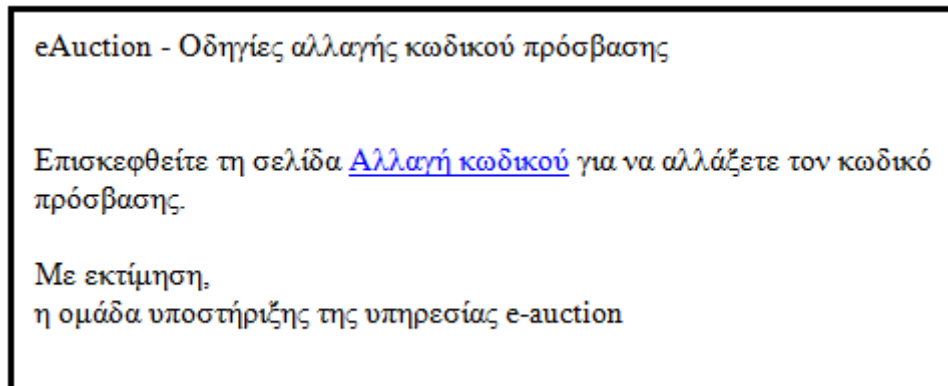 eAuction - Οδηγίες αλλαγής κωδικού πρόσβασης
Επισκεφθείτε τη σελίδα Αλλαγή κωδικού για να αλλάξετε τον κωδικό
πρόσβασης.
Με εκτίμηση,
η ομάδα υποστήριξης της υπηρεσίας e-auction